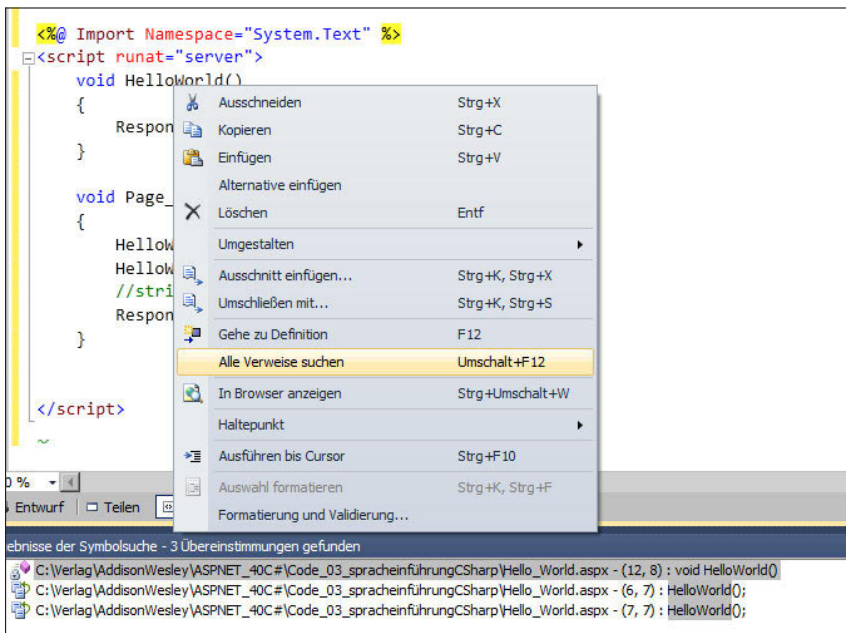 <%@ Import Namespace="System.Text" %>
<script runat="server">
void HelloWorld()
{
Respon
}
void Page_
{
HelloW
HelloW
//stri
Respon
}
</script>
~
Ausschneiden Strg+X
Kopieren Strg+C
Einfügen Strg+V
Alternative einfügen
Löschen Entf
Umgestalten
Ausschnitt einfügen... Strg+K, Strg+X
Umschließen mit... Strg+K, Strg+S
Gehe zu Definition F12
Alle Verweise suchen Umschalt+F12
In Browser anzeigen Strg+Umschalt+W
Haltepunkt
Ausführen bis Cursor Strg+F10
Auswahl formatieren Strg+K, Strg+F
Formatierung und Validierung...
0 %
Entwurf Teilen
ebnisse der Symbolsuche - 3 Übereinstimmungen gefunden
C:\Verlag\AddisonWesley\ASPNET_40C#\Code_03_spracheinführungCSharp\Hello_World.aspx - (12, 8) : void HelloWorld()
C:\Verlag\AddisonWesley\ASPNET_40C#\Code_03_spracheinführungCSharp\Hello_World.aspx - (6, 7) : HelloWorld();
C:\Verlag\AddisonWesley\ASPNET_40C#\Code_03_spracheinführungCSharp\Hello_World.aspx - (7, 7) : HelloWorld();